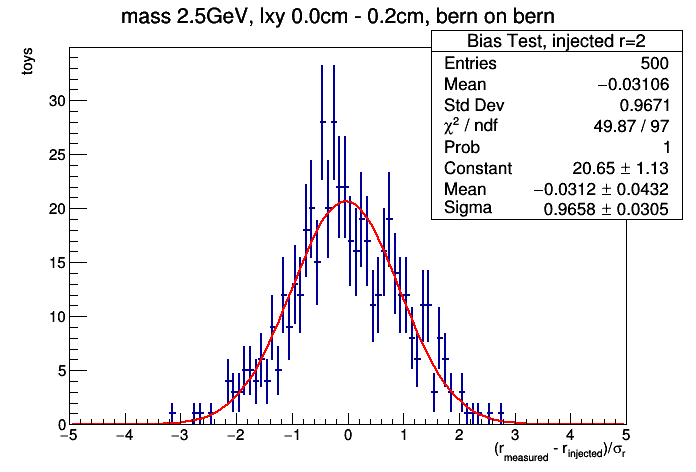 mass 2.5GeV, lxy 0.0cm - 0.2cm, bern on bern
toys
Bias Test, injected r=2
Entries 500
Mean −0.03106
Std Dev 0.9671
χ² / ndf 49.87 / 97
Prob 1
Constant 20.65 ± 1.13
Mean −0.0312 ± 0.0432
Sigma 0.9658 ± 0.0305
30
25
20
15
10
5
0
−5 −4 −3 −2 −1 0 1 2 3 4 5
(r_measured - r_injected)/σ_r